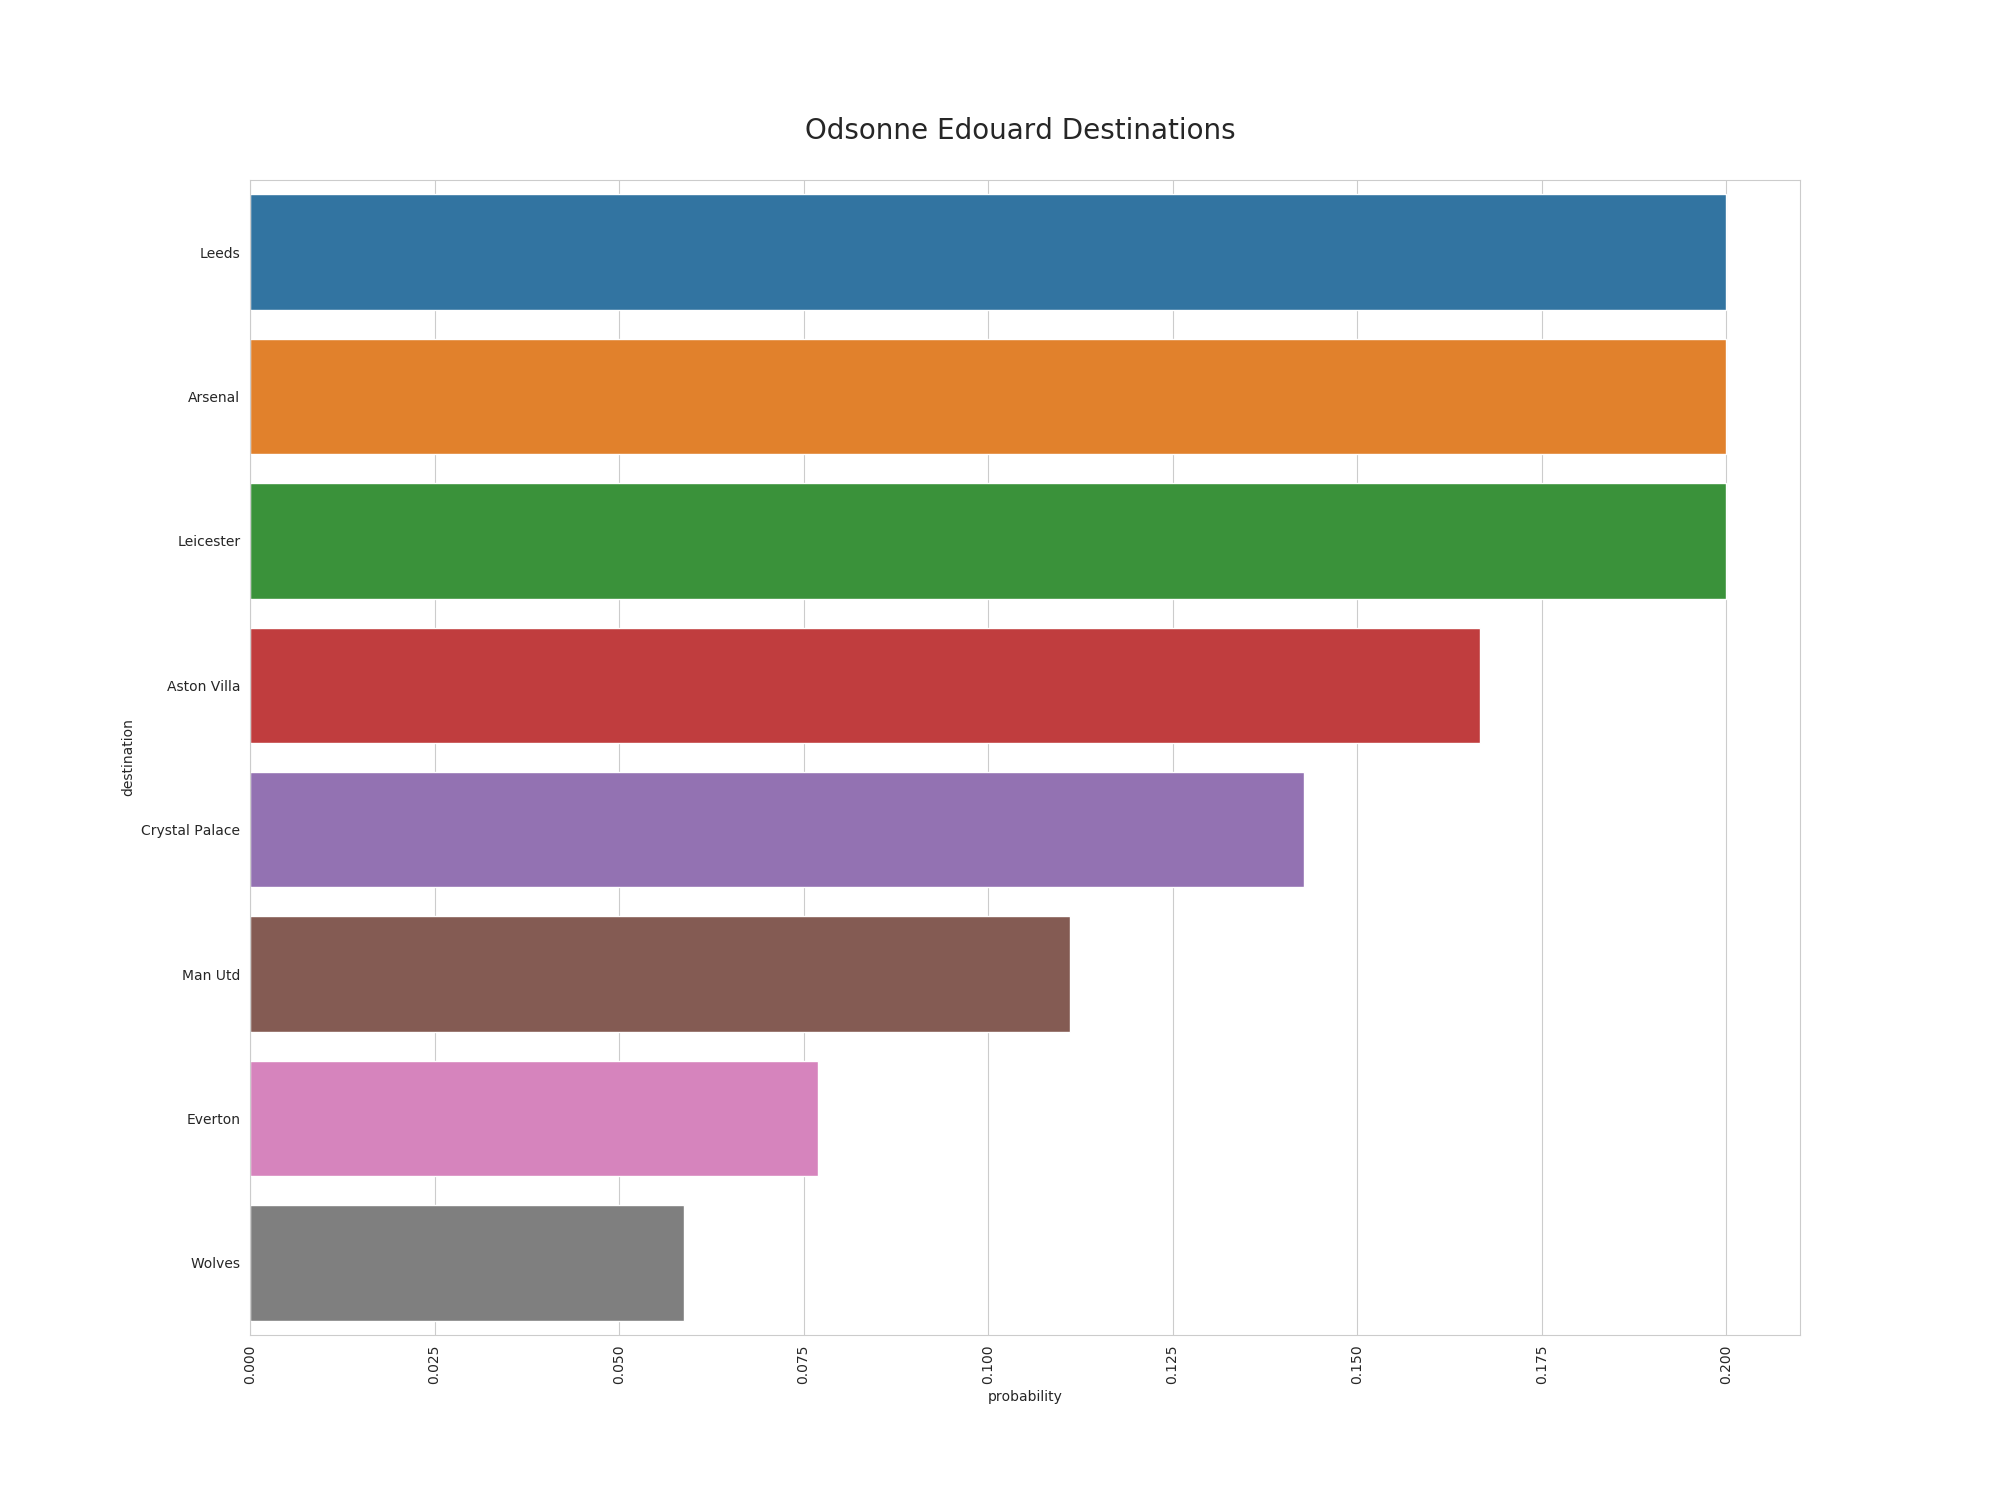 Odsonne Edouard Destinations
Leeds
Arsenal
Leicester
Aston Villa
Crystal Palace
Man Utd
Everton
Wolves
destination
0.000 0.025 0.050 0.075 0.100 0.125 0.150 0.175 0.200
probability